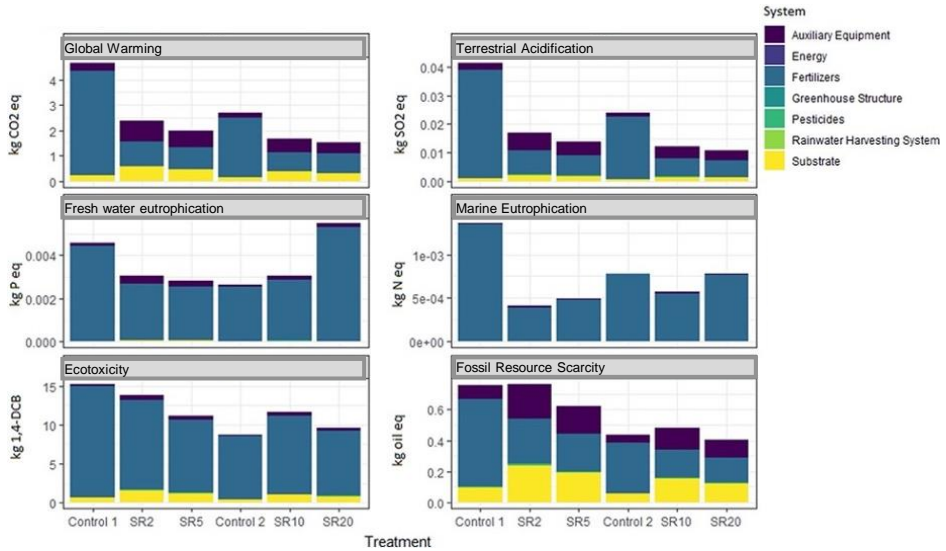 System
Auxiliary Equipment
Energy
Fertilizers
Greenhouse Structure
Pesticides
Rainwater Harvesting System
Substrate
Global Warming
kg CO2 eq
4
3
2
1
0
Terrestrial Acidification
kg SO2 eq
0.04
0.03
0.02
0.01
0.00
Fresh water eutrophication
kg P eq
0.004
0.002
0.000
Marine Eutrophication
kg N eq
1e-03
5e-04
0e+00
Ecotoxicity
kg 1,4-DCB
15
10
5
0
Fossil Resource Scarcity
kg oil eq
0.6
0.4
0.2
0.0
Control 1 SR2 SR5 Control 2 SR10 SR20
Control 1 SR2 SR5 Control 2 SR10 SR20
Treatment